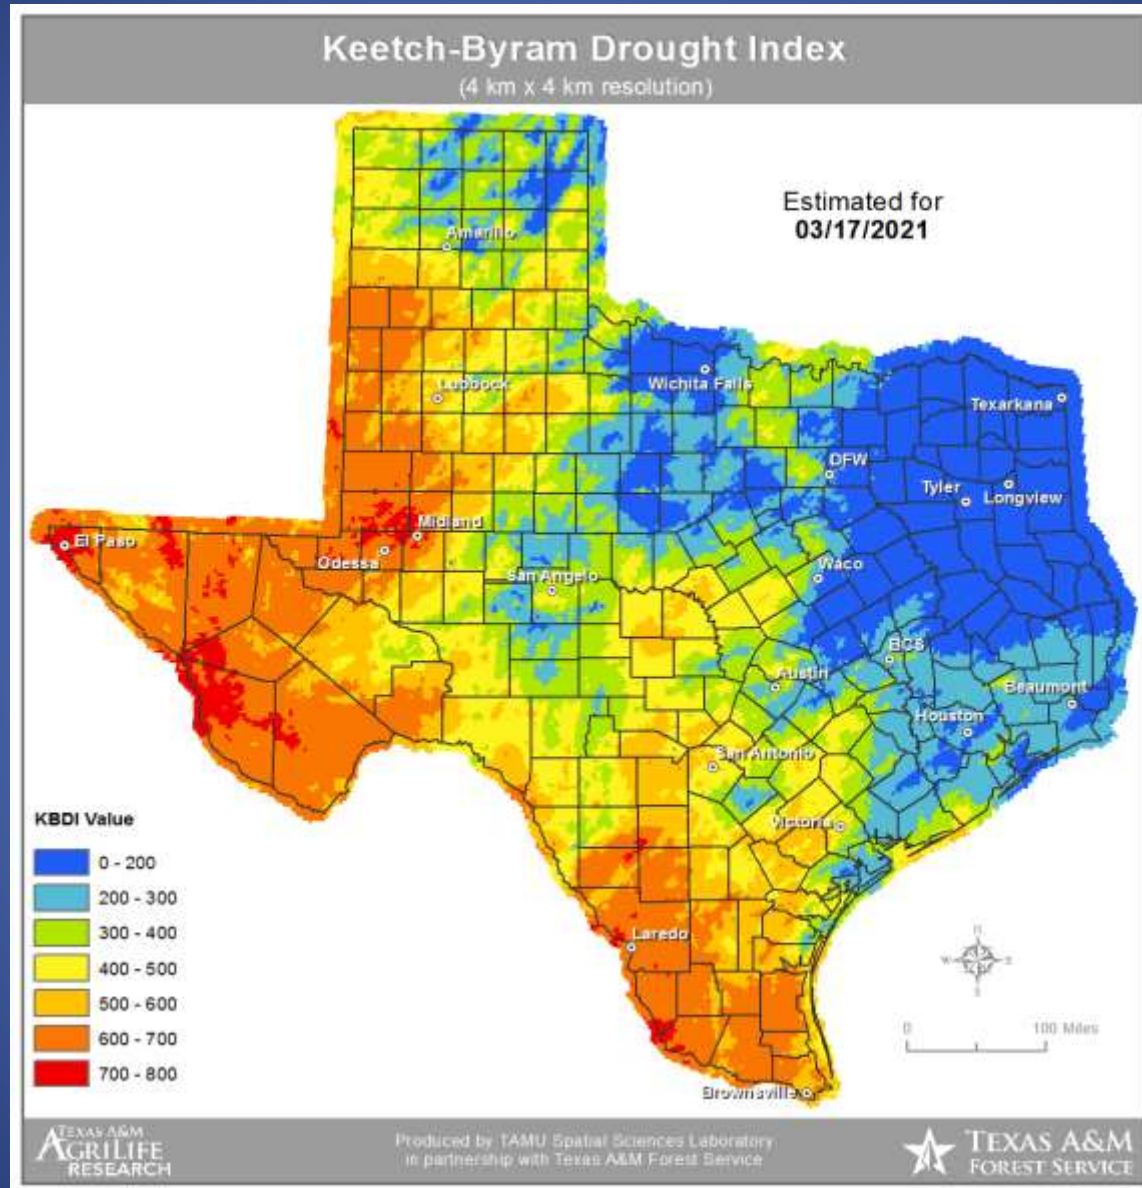 Keetch-Byram Drought Index
(4 km x 4 km resolution)
Estimated for
03/17/2021
Amarillo
Lubbock
Wichita Falls
Texarkana
DFW
Tyler
Longview
Midland
El Paso
Odessa
San Angelo
Waco
BCS
Austin
Beaumont
Houston
San Antonio
Victoria
Laredo
Brownsville
KBDI Value
0 - 200
200 - 300
300 - 400
400 - 500
500 - 600
600 - 700
700 - 800
N
W E
S
0 100 Miles
TEXAS A&M
AGRILIFE
RESEARCH
Produced by TAMU Spatial Sciences Laboratory
in partnership with Texas A&M Forest Service
TEXAS A&M
FOREST SERVICE